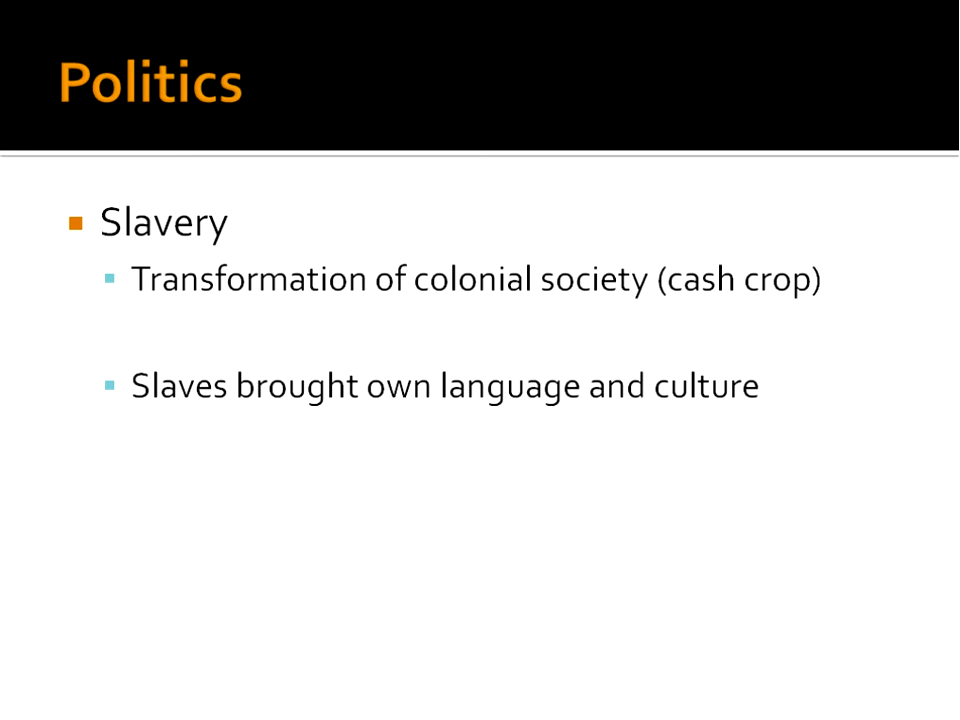 Politics
Slavery
Transformation of colonial society (cash crop)
Slaves brought own language and culture